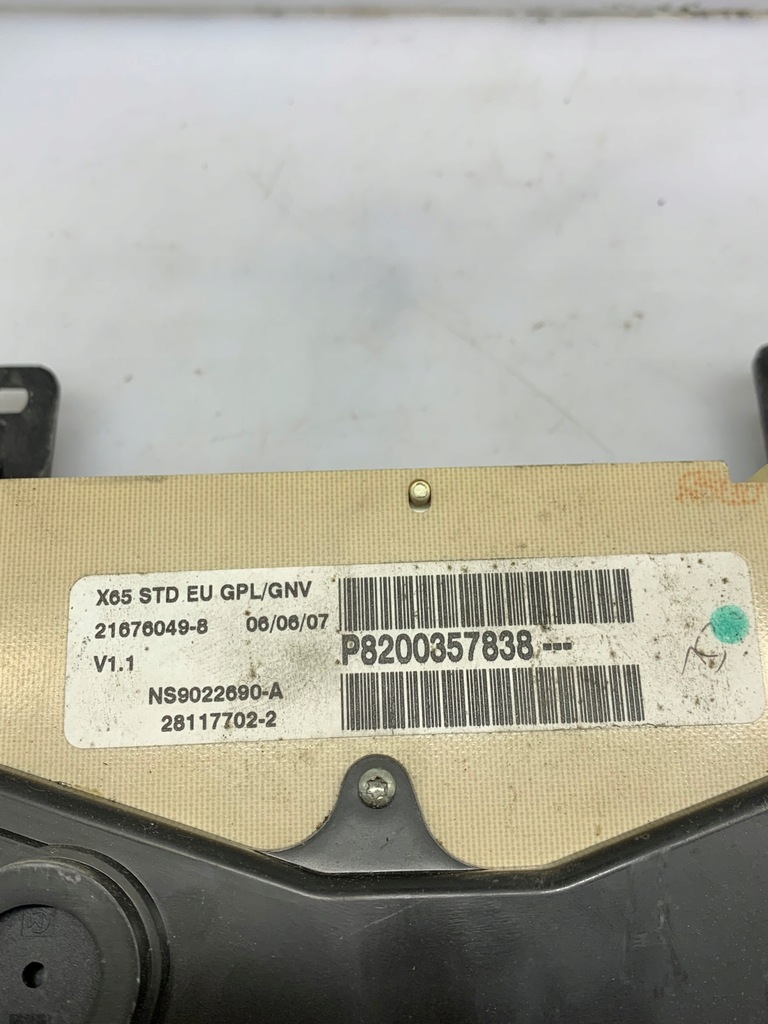 X65 STD EU GPL/GNV
21676049-8 06/06/07
P8200357838---
V1.1
NS9022690-A
28117702-2